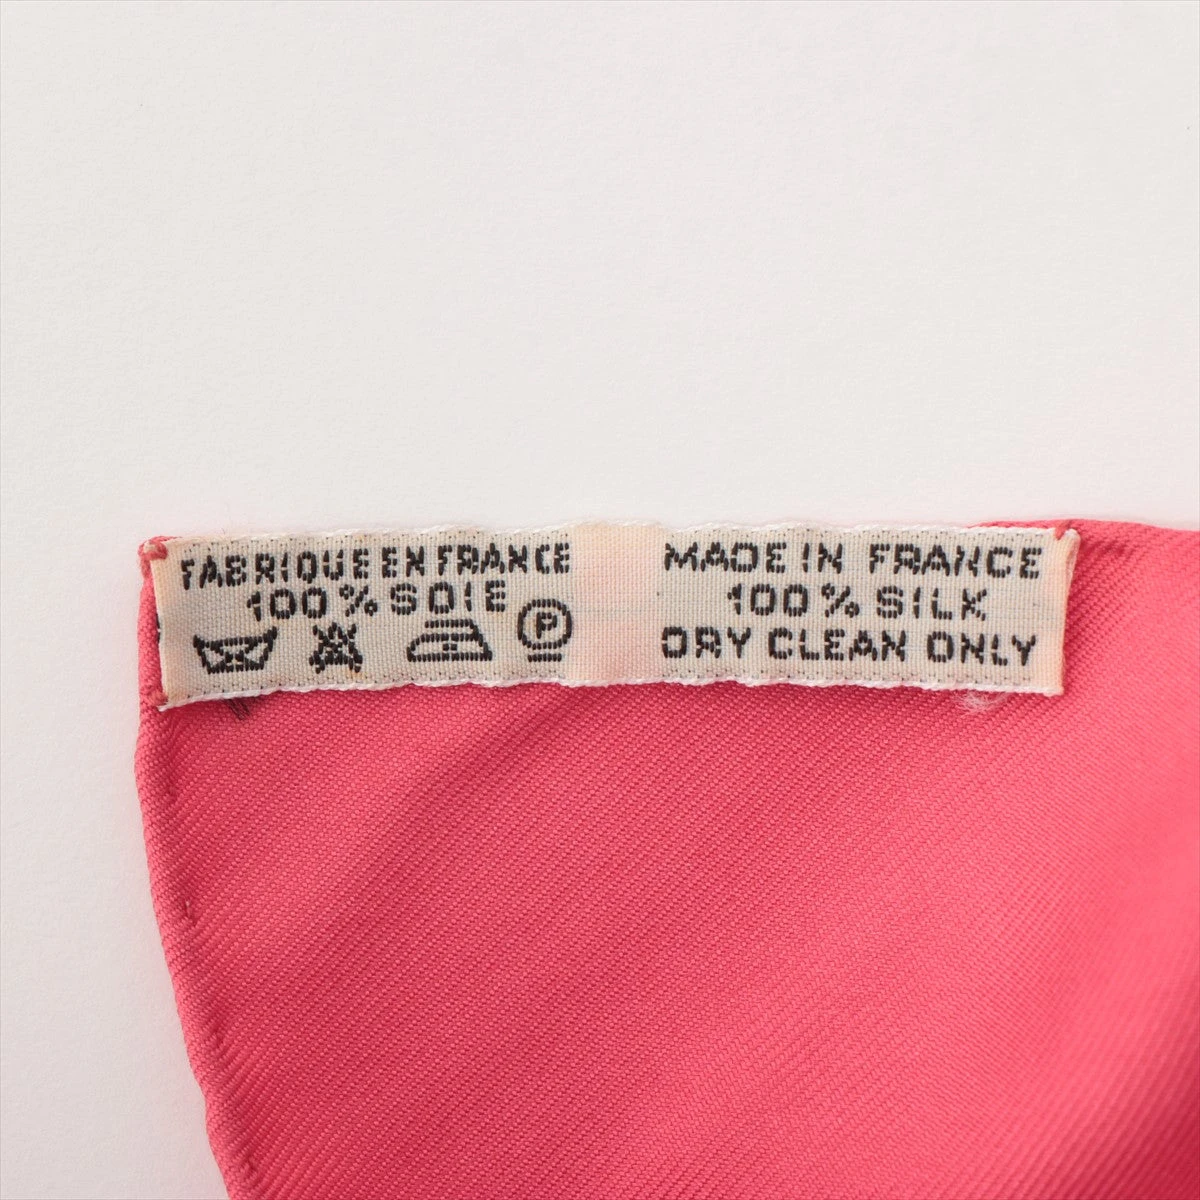 FABRIQUE EN FRANCE
100% SOIE
P
MADE IN FRANCE
100% SILK
DRY CLEAN ONLY